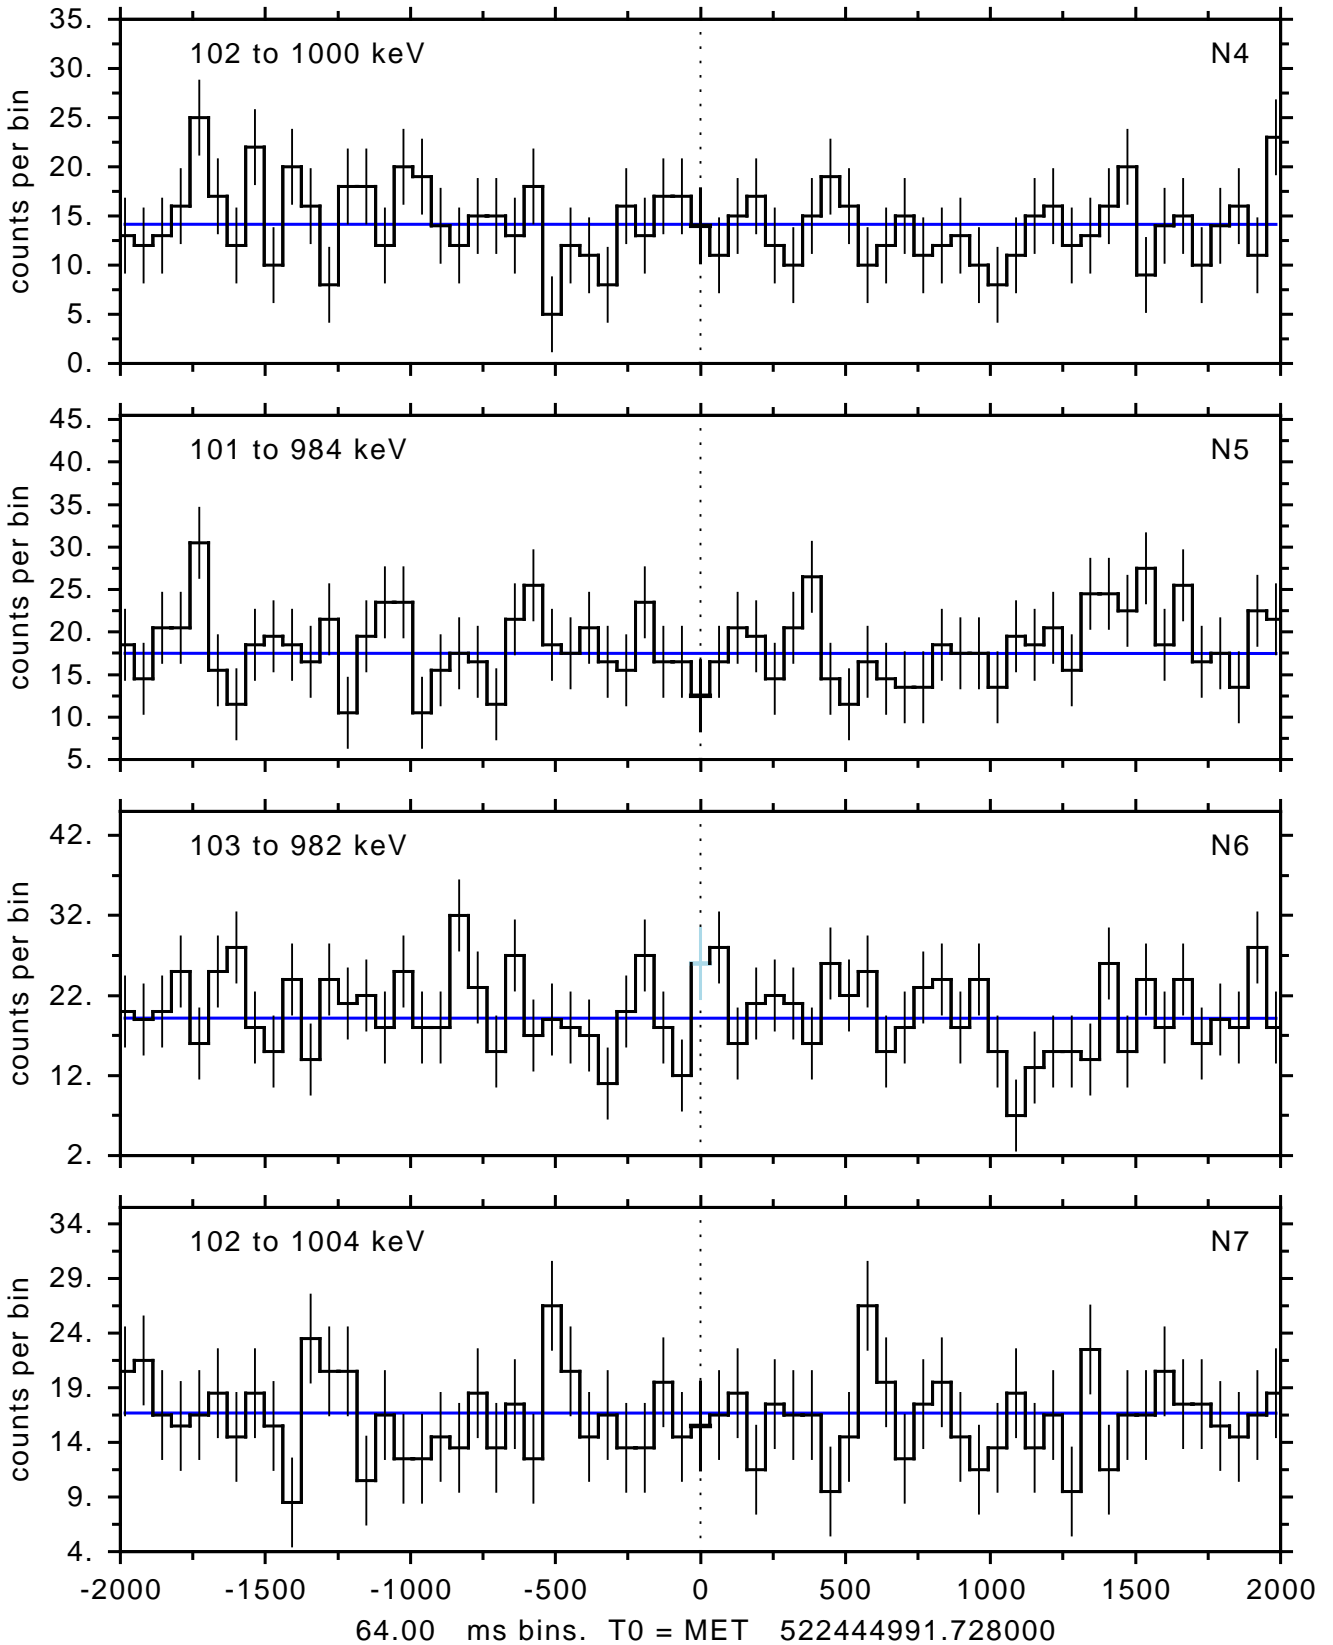 35.
30.
25.
20.
15.
10.
5.
0.
counts per bin
102 to 1000 keV
N4
45.
40.
35.
30.
25.
20.
15.
10.
5.
counts per bin
101 to 984 keV
N5
42.
32.
22.
12.
2.
counts per bin
103 to 982 keV
N6
34.
29.
24.
19.
14.
9.
4.
counts per bin
102 to 1004 keV
N7
-2000 -1500 -1000 -500 0 500 1000 1500 2000
64.00 ms bins. T0 = MET 522444991.728000